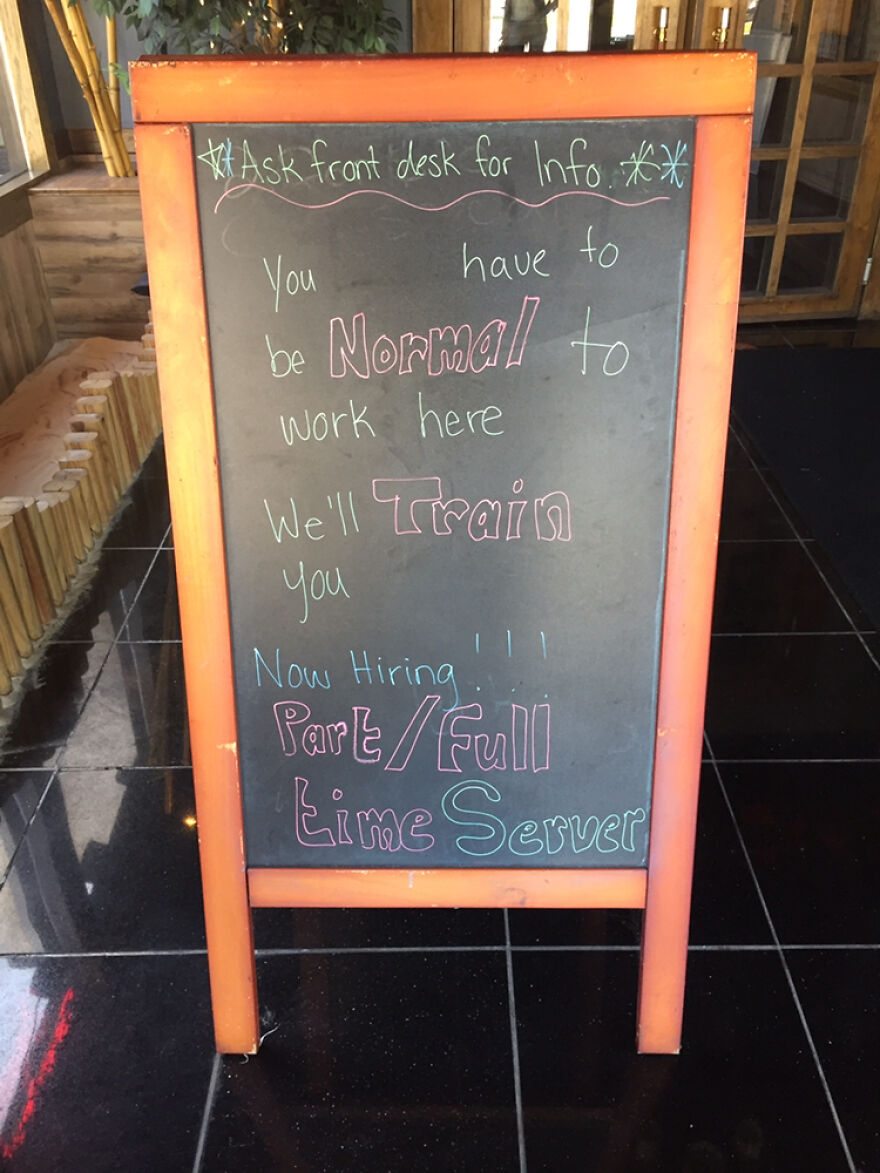 Ask front desk for Info.
You have to
be Normal to
work here
We'll Train
you
Now Hiring!!!
Part/Full
time Server